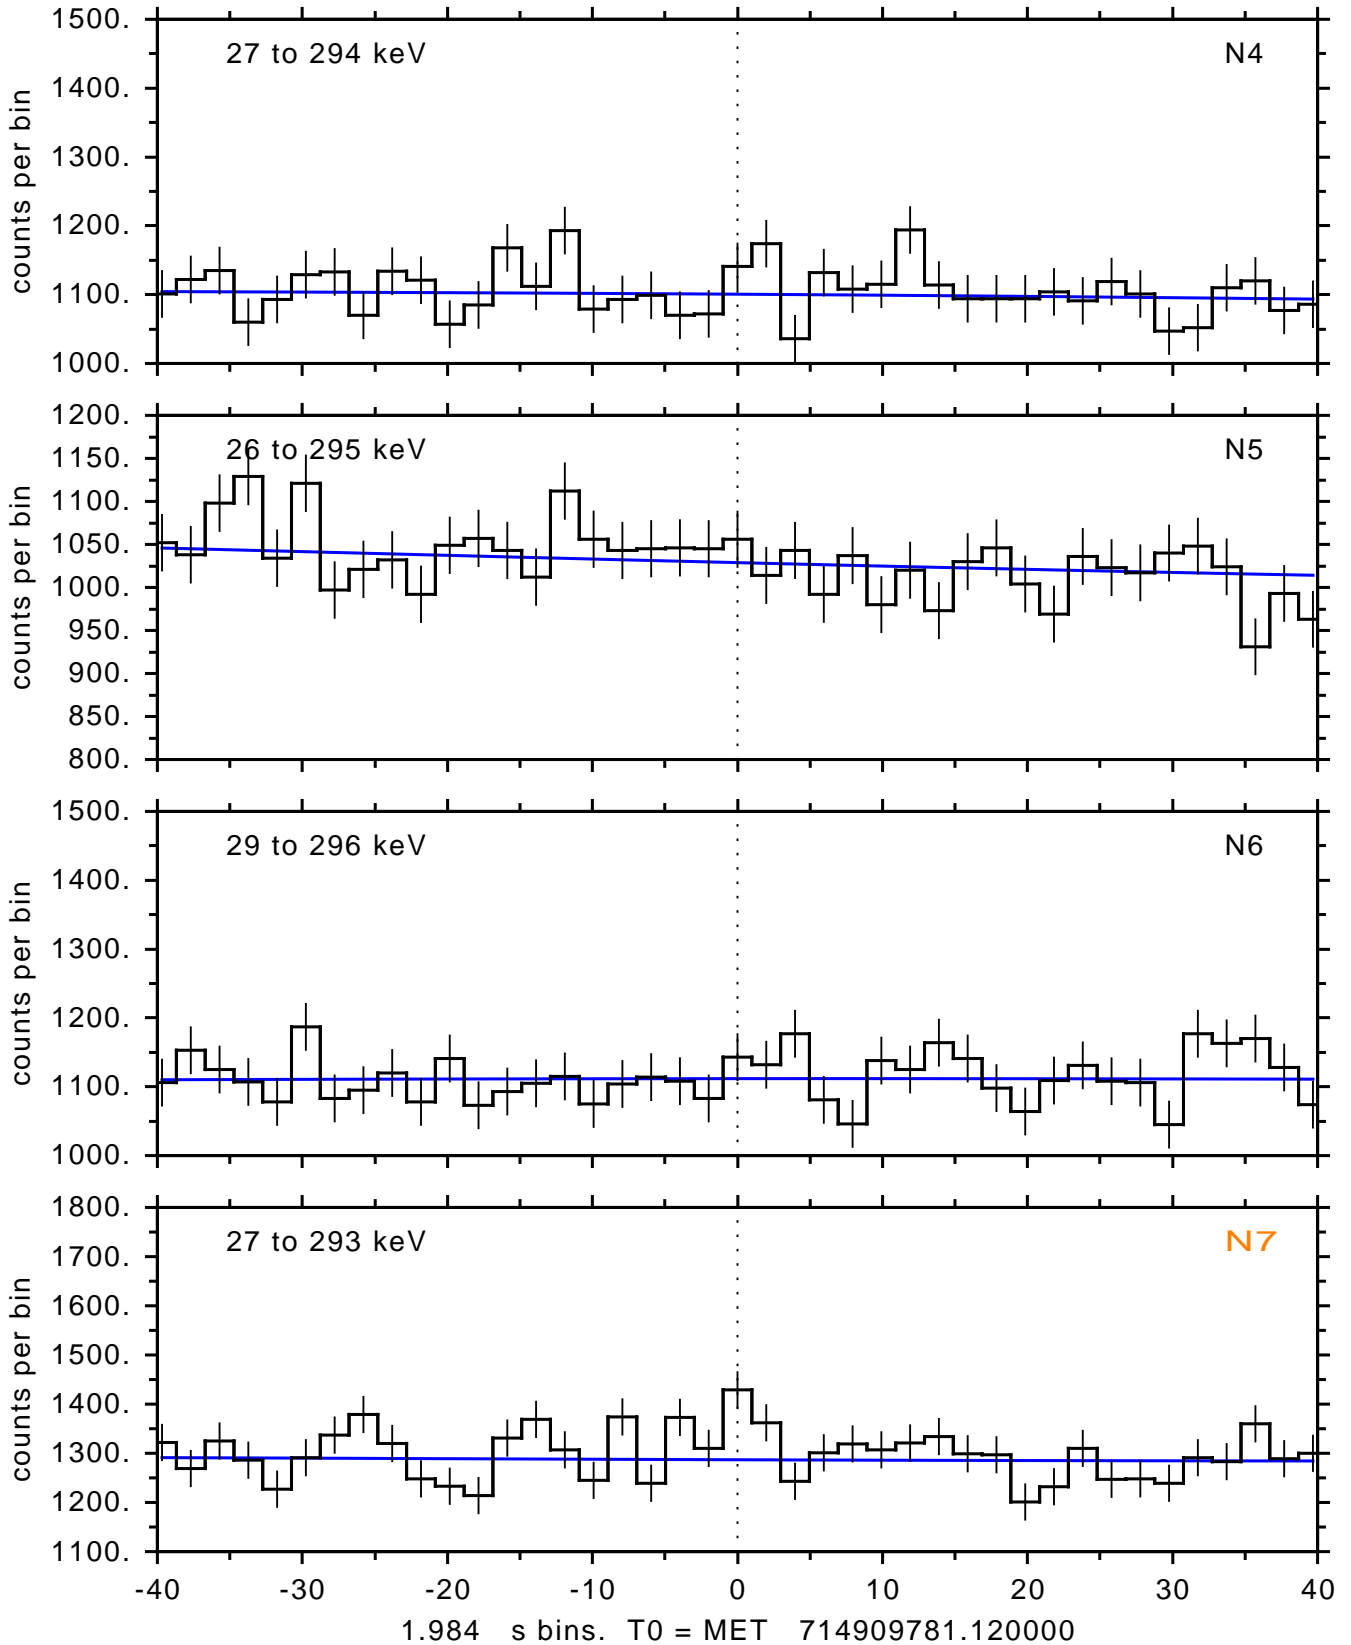 1500.
27 to 294 keV N4
1400.
1300.
1200.
1100.
1000.
counts per bin
1200.
26 to 295 keV N5
1150.
1100.
1050.
1000.
950.
900.
850.
800.
counts per bin
1500.
29 to 296 keV N6
1400.
1300.
1200.
1100.
1000.
counts per bin
1800.
27 to 293 keV N7
1700.
1600.
1500.
1400.
1300.
1200.
1100.
counts per bin
-40 -30 -20 -10 0 10 20 30 40
1.984 s bins. T0 = MET 714909781.120000